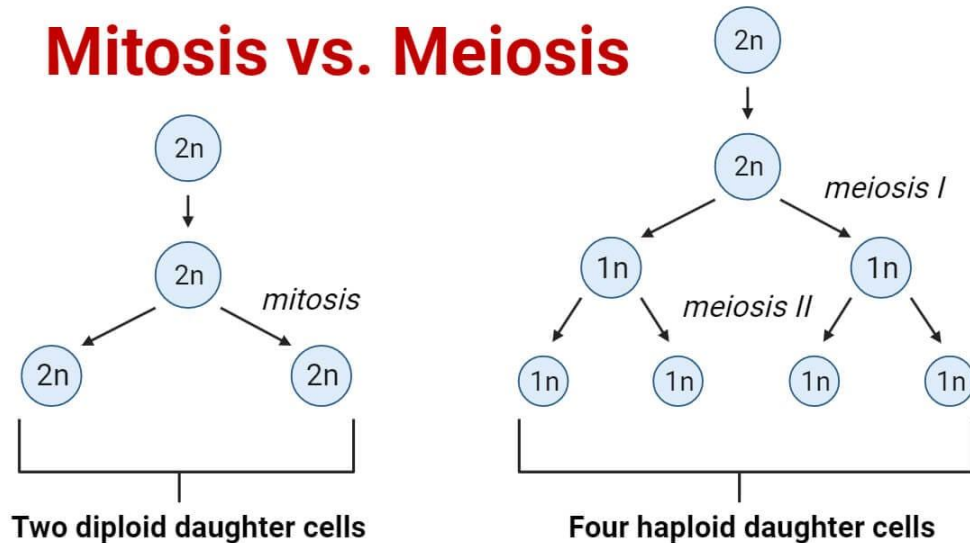 Mitosis vs. Meiosis
2n
2n
mitosis
2n
2n
Two diploid daughter cells
2n
2n
meiosis I
1n
1n
meiosis II
1n
1n
1n
1n
Four haploid daughter cells